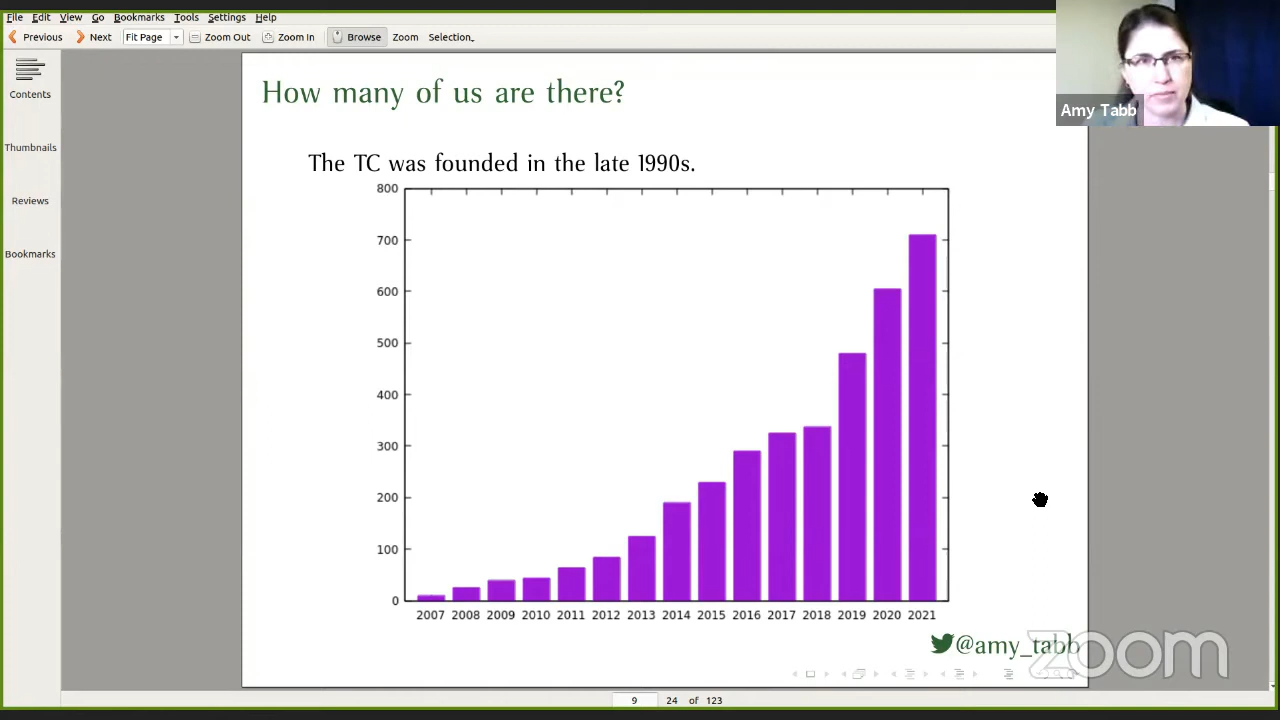 File Edit View Go Bookmarks Tools Settings Help
Previous Next Fit Page Zoom Out Zoom In Browse Zoom Selection
Contents
Thumbnails
Reviews
Bookmarks
Amy Tabb
How many of us are there?
The TC was founded in the late 1990s.
800
700
600
500
400
300
200
100
0
2007 2008 2009 2010 2011 2012 2013 2014 2015 2016 2017 2018 2019 2020 2021
@amy_tabb
zoom
9 24 of 123